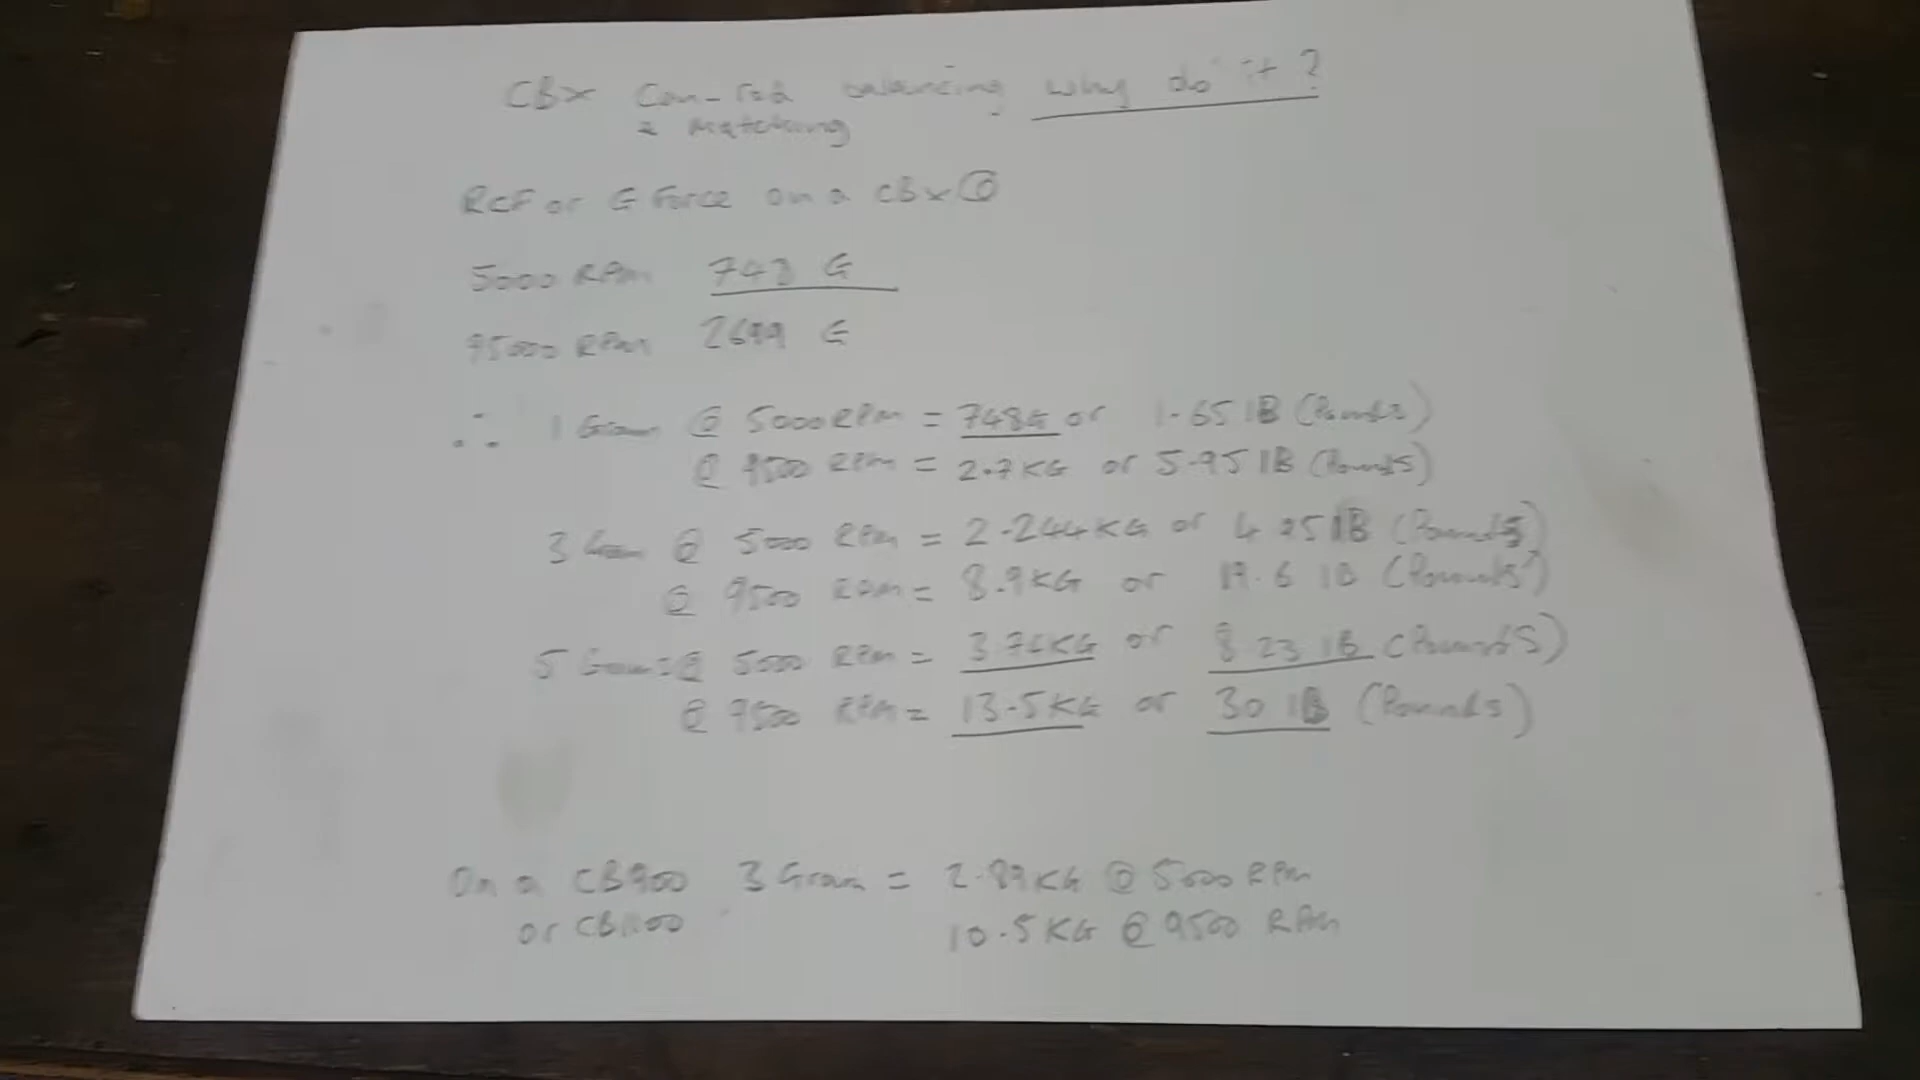 CBX Con-rod balancing why do it?
& Matching
RCF or G Force on a CBX @
5000 RPM 748 G
95000 RPM 2699 G
∴ 1 Gram @ 5000 RPM = 748G or 1.65 lB (Pounds)
@ 9500 RPM = 2.7KG or 5.95 lB (Pounds)
3 Gram @ 5000 RPM = 2.244KG or 4.95 lB (Pounds)
@ 9500 RPM = 8.9KG or 19.6 lB (Pounds)
5 Gram = @ 5000 RPM = 3.74KG or 8.23 lB (Pounds)
@ 9500 RPM = 13.5KG or 30 lB (Pounds)
On a CB900 3 Gram = 2.89KG @ 5000 RPM
or CB1100 10.5KG @ 9500 RPM